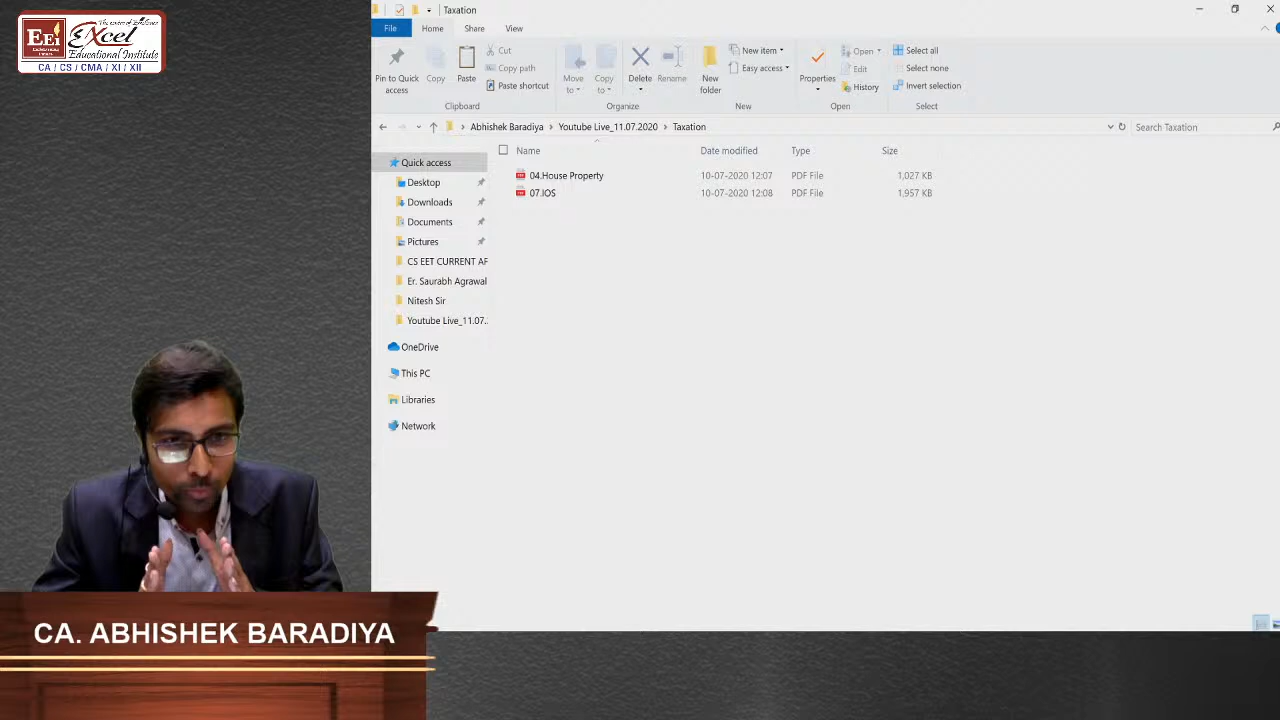 The centre of Excellence
EEi
Excel
Educational Institute
CA / CS / CMA / XI / XII
Taxation
File
Home
Share
View
Pin to Quick access
Copy
Paste
Cut
Copy path
Paste shortcut
Clipboard
Move to
Copy to
Delete
Rename
Organize
New folder
New item
Easy access
New
Properties
Open
Edit
History
Open
Select all
Select none
Invert selection
Select
Abhishek Baradiya > Youtube Live_11.07.2020 > Taxation
Search Taxation
Name Date modified Type Size
04.House Property 10-07-2020 12:07 PDF File 1,027 KB
07.IOS 10-07-2020 12:08 PDF File 1,957 KB
Quick access
Desktop
Downloads
Documents
Pictures
CS EET CURRENT AF
Er. Saurabh Agrawal
Nitesh Sir
Youtube Live_11.07..
OneDrive
This PC
Libraries
Network
CA. ABHISHEK BARADIYA